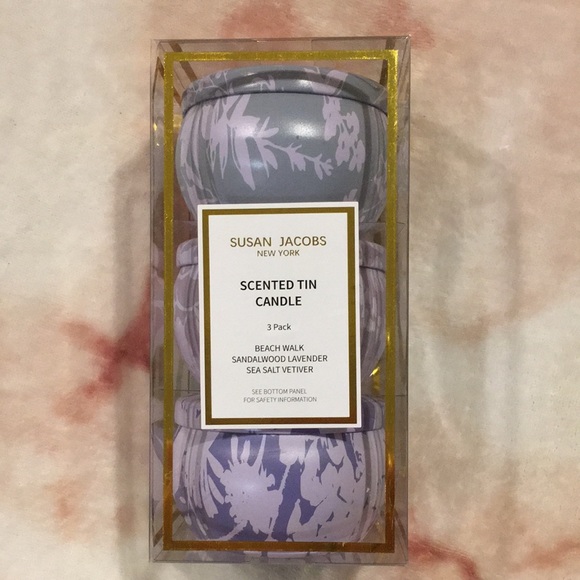 SUSAN JACOBS
NEW YORK
SCENTED TIN
CANDLE
3 Pack
BEACH WALK
SANDALWOOD LAVENDER
SEA SALT VETIVER
SEE BOTTOM PANEL
FOR SAFETY INFORMATION